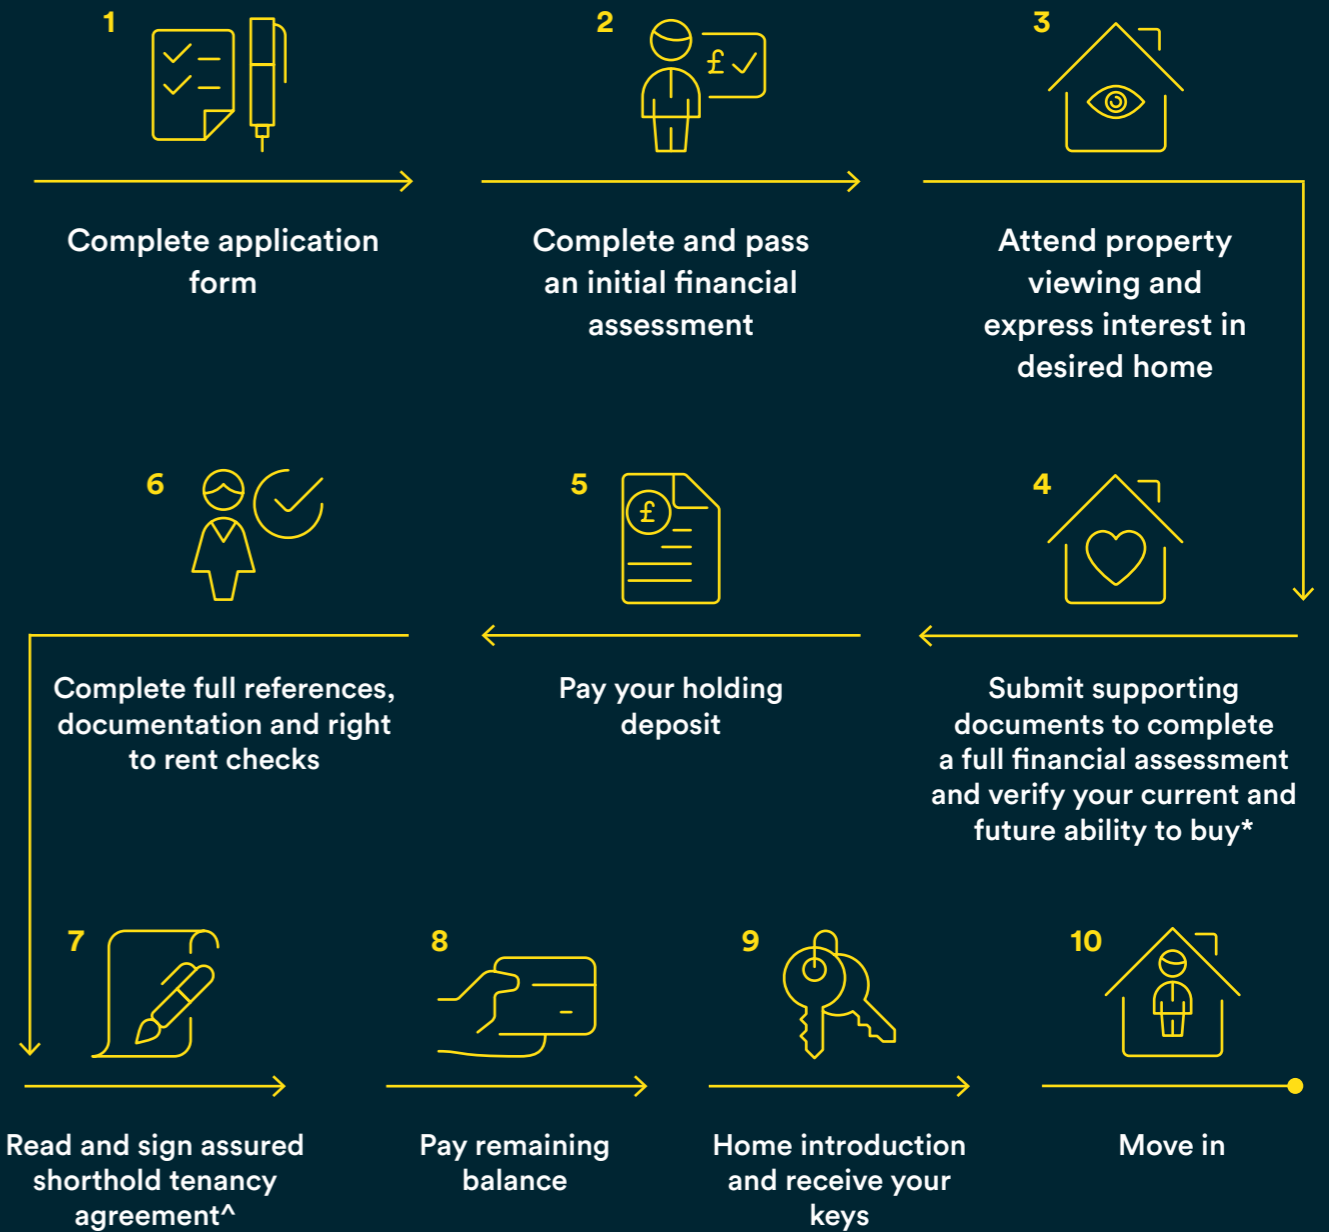 1
Complete application
form
2
£
Complete and pass
an initial financial
assessment
3
Attend property
viewing and
express interest in
desired home
4
Submit supporting
documents to complete
a full financial assessment
and verify your current and
future ability to buy*
5
£
Pay your holding
deposit
6
Complete full references,
documentation and right
to rent checks
7
Read and sign assured
shorthold tenancy
agreement^
8
Pay remaining
balance
9
Home introduction
and receive your
keys
10
Move in